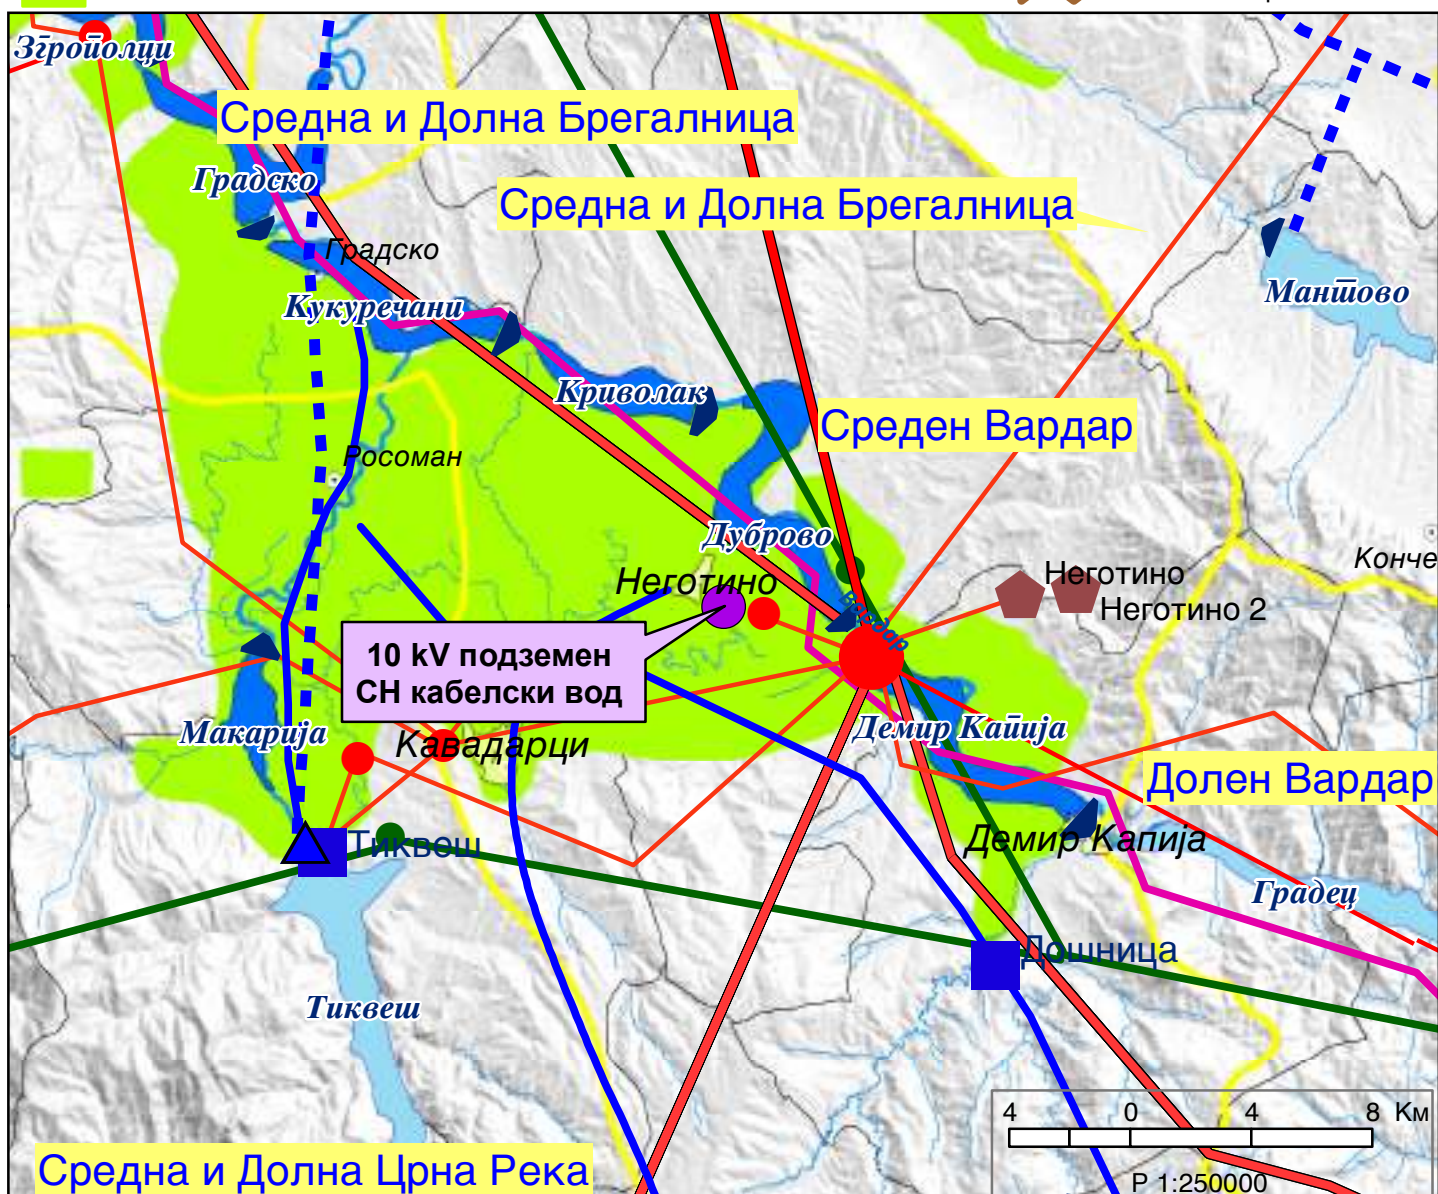 Згрополци
Средна и Долна Брегалница
Градско
Средна и Долна Брегалница
Градско
Мантово
Кукуречани
Криволак
Среден Вардар
Росоман
Дуброво
Конче
Неготино
Неготино
Неготино 2
Вардар
10 kV подземен
СН кабелски вод
Макарија
Кавадарци
Демир Капија
Долен Вардар
Тиквеш
Демир Капија
Градец
Дошница
Тиквеш
4 0 4 8 Км
Средна и Долна Црна Река
Р 1:250000